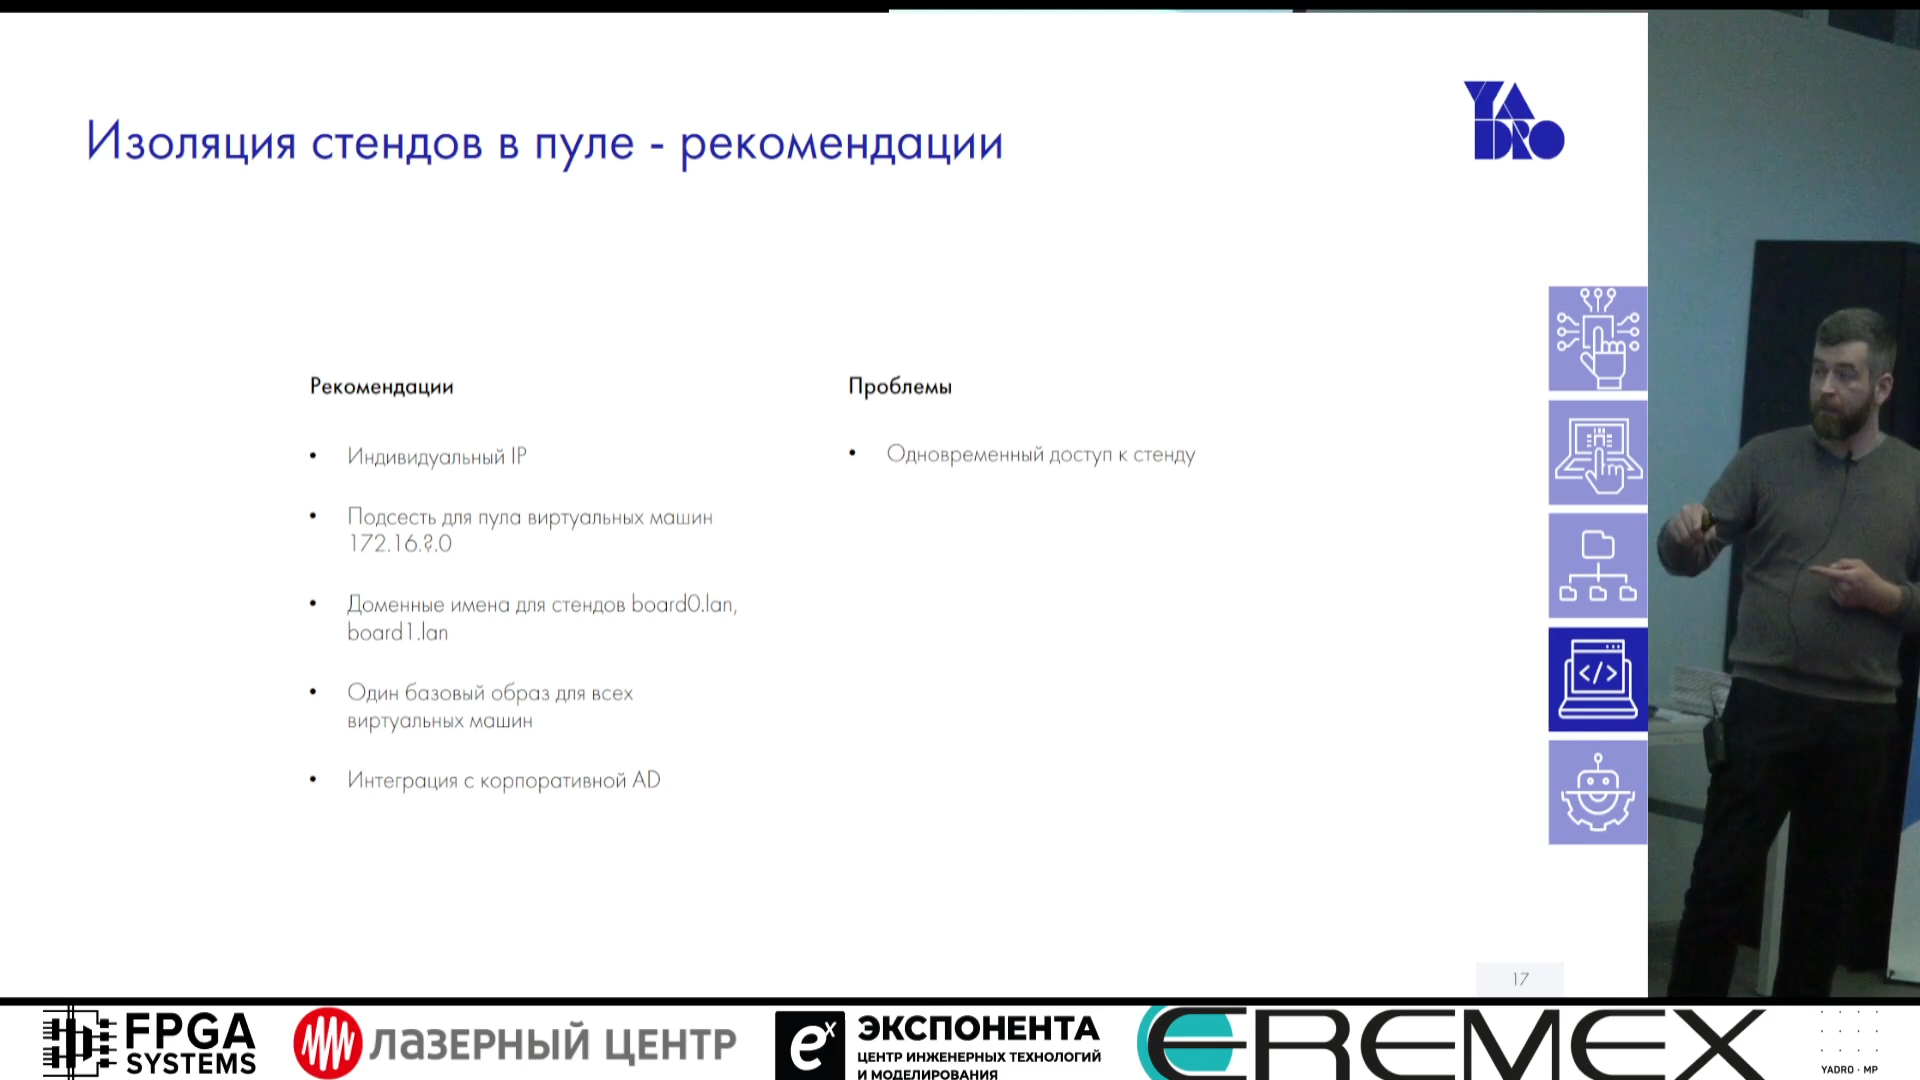 Изоляция стендов в пуле - рекомендации
YADRO
Рекомендации
• Индивидуальный IP
• Подсесть для пула виртуальных машин
172.16.?.0
• Доменные имена для стендов board0.lan,
board1.lan
• Один базовый образ для всех
виртуальных машин
• Интеграция с корпоративной AD
Проблемы
• Одновременный доступ к стенду
</>
17
FPGA
SYSTEMS
ЛАЗЕРНЫЙ ЦЕНТР
ex
ЭКСПОНЕНТА
ЦЕНТР ИНЖЕНЕРНЫХ ТЕХНОЛОГИЙ
И МОДЕЛИРОВАНИЯ
EREMEX
YADRO · MP